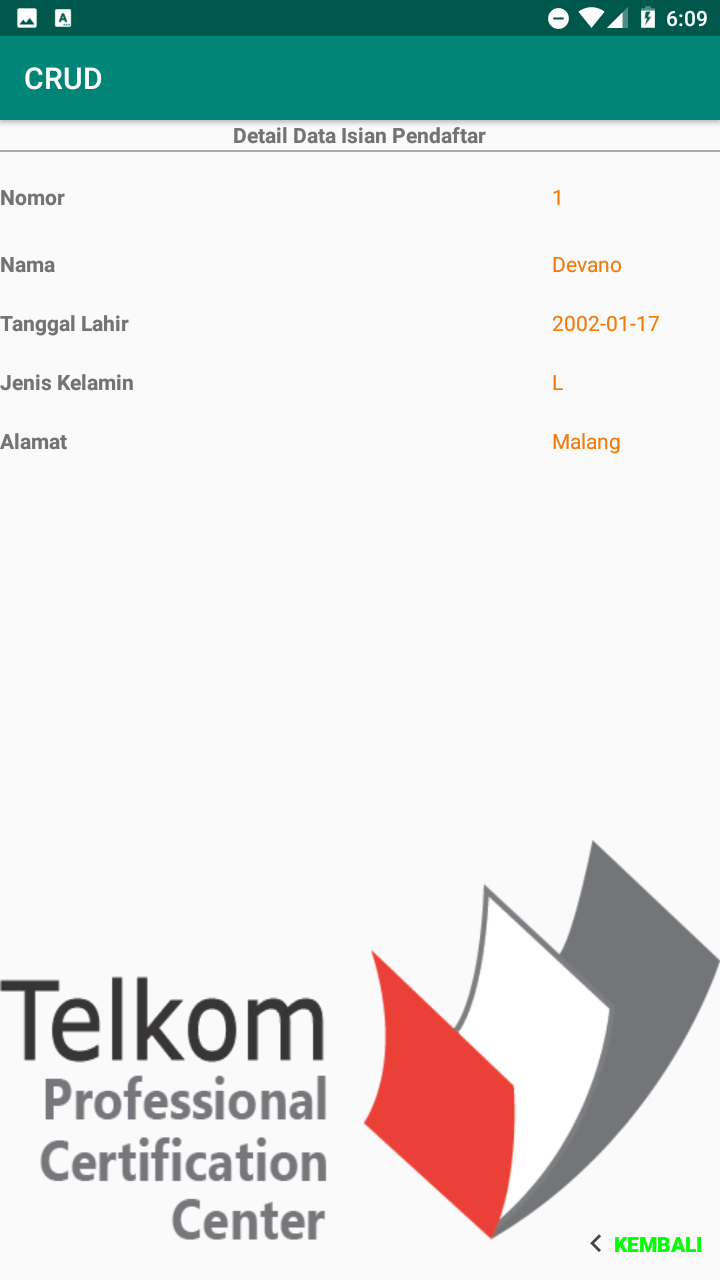 6:09
CRUD
Detail Data Isian Pendaftar
Nomor 1
Nama Devano
Tanggal Lahir 2002-01-17
Jenis Kelamin L
Alamat Malang
Telkom
Professional
Certification
Center
KEMBALI